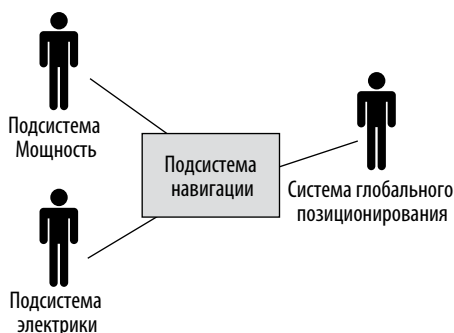 Подсистема
Мощность
Подсистема
навигации
Система глобального
позиционирования
Подсистема
электрики